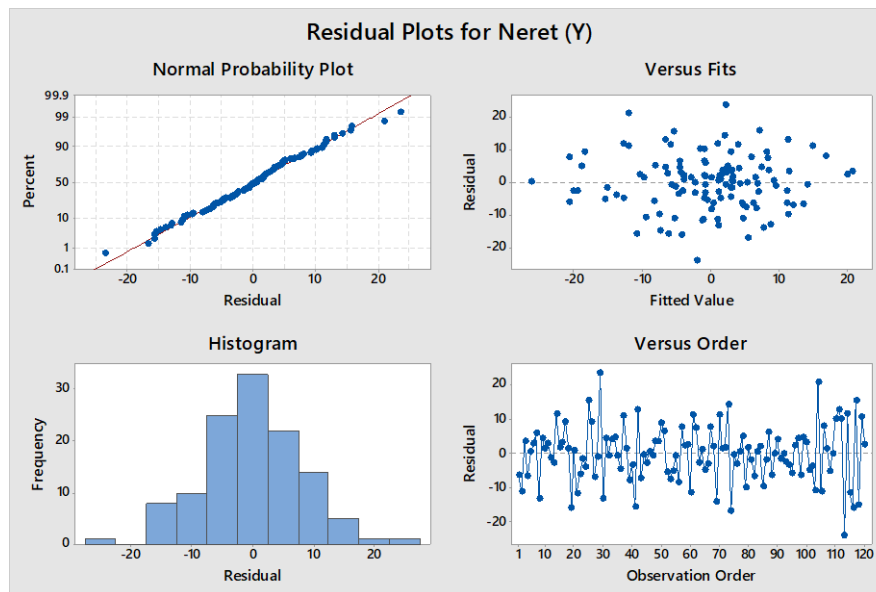 Residual Plots for Neret (Y)
Normal Probability Plot
99.9
99
90
50
10
1
0.1
Percent
-20 -10 0 10 20
Residual
Versus Fits
20
10
0
-10
-20
Residual
-20 -10 0 10 20
Fitted Value
Histogram
30
20
10
0
Frequency
-20 -10 0 10 20
Residual
Versus Order
20
10
0
-10
-20
Residual
1 10 20 30 40 50 60 70 80 90 100 110 120
Observation Order